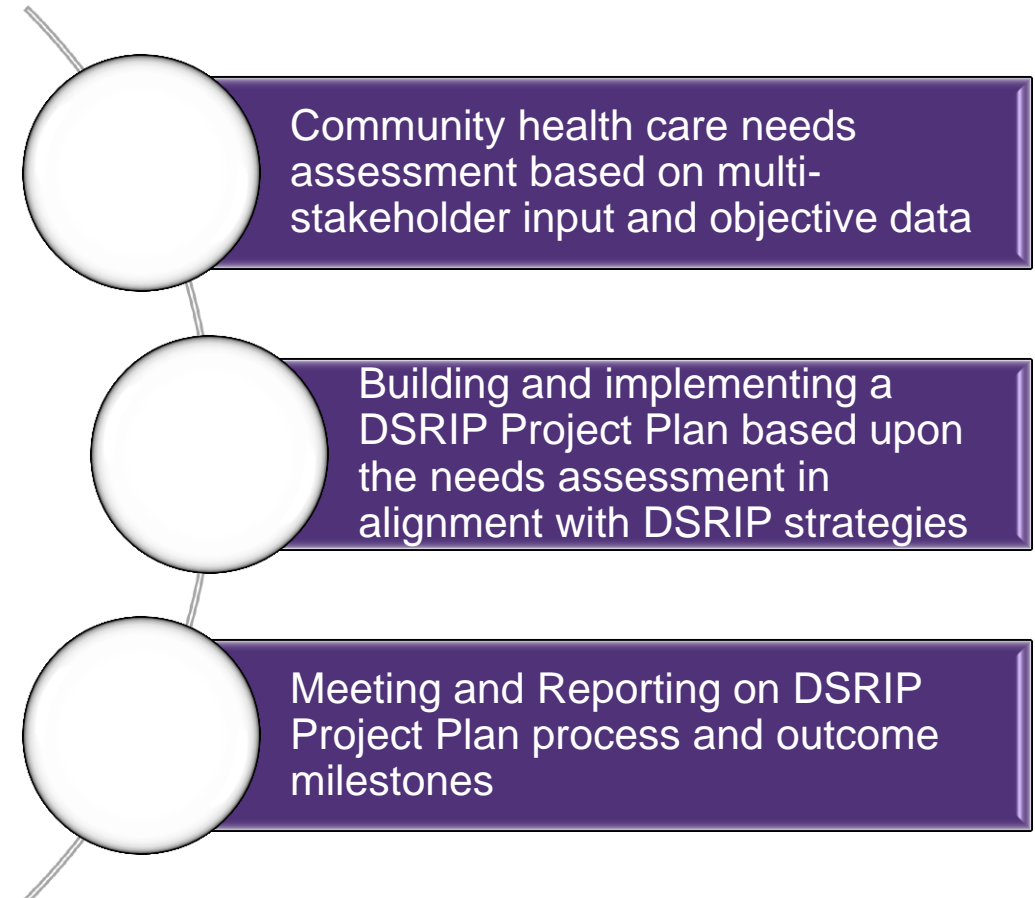 Community health care needs
assessment based on multi-
stakeholder input and objective data
Building and implementing a
DSRIP Project Plan based upon
the needs assessment in
alignment with DSRIP strategies
Meeting and Reporting on DSRIP
Project Plan process and outcome
milestones